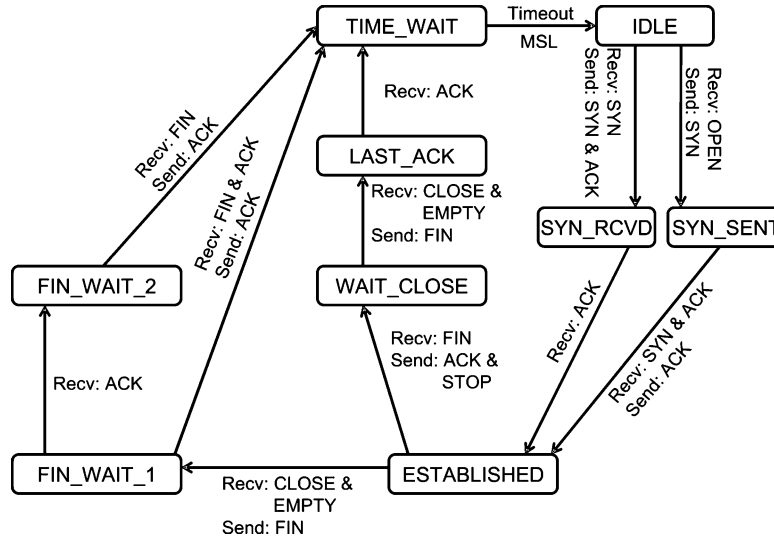 TIME_WAIT
Timeout
MSL
IDLE
Recv: SYN
Send: SYN & ACK
Recv: OPEN
Send: SYN
Recv: ACK
LAST_ACK
Recv: FIN
Send: ACK
Recv: FIN & ACK
Send: ACK
Recv: CLOSE &
EMPTY
Send: FIN
SYN_RCVD
SYN_SENT
FIN_WAIT_2
WAIT_CLOSE
Recv: ACK
Recv: SYN & ACK
Send: ACK
Recv: FIN
Send: ACK &
STOP
Recv: ACK
FIN_WAIT_1
ESTABLISHED
Recv: CLOSE &
EMPTY
Send: FIN